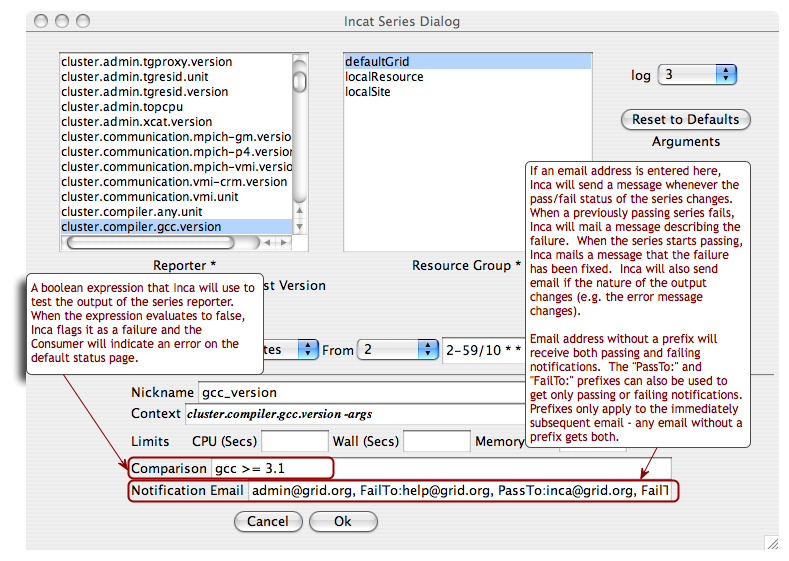 Incat Series Dialog
cluster.admin.tgproxy.version
cluster.admin.tgresid.unit
cluster.admin.tgresid.version
cluster.admin.topcpu
cluster.admin.xcat.version
cluster.communication.mpich-gm.versio
cluster.communication.mpich-p4.version
cluster.communication.mpich-vmi.version
cluster.communication.vmi-crm.version
cluster.communication.vmi.unit
cluster.compiler.any.unit
cluster.compiler.gcc.version
Reporter *
defaultGrid
localResource
localSite
Resource Group *
log 3
Reset to Defaults
Arguments
st Version
If an email address is entered here,
Inca will send a message whenever the
pass/fail status of the series changes.
When a previously passing series fails,
Inca will mail a message describing the
failure. When the series starts passing,
Inca mails a message that the failure
has been fixed. Inca will also send
email if the nature of the output
changes (e.g. the error message
changes).
Email address without a prefix will
receive both passing and failing
notifications. The "PassTo:" and
"FailTo:" prefixes can also be used to
get only passing or failing notifications.
Prefixes only apply to the immediately
subsequent email - any email without a
prefix gets both.
A boolean expression that Inca will use to
test the output of the series reporter.
When the expression evaluates to false,
Inca flags it as a failure and the
Consumer will indicate an error on the
default status page.
tes From 2 2-59/10 * *
Nickname gcc_version
Context cluster.compiler.gcc.version -args
Limits CPU (Secs) Wall (Secs) Memory
Comparison gcc >= 3.1
Notification Email admin@grid.org, FailTo:help@grid.org, PassTo:inca@grid.org, FailT
Cancel Ok